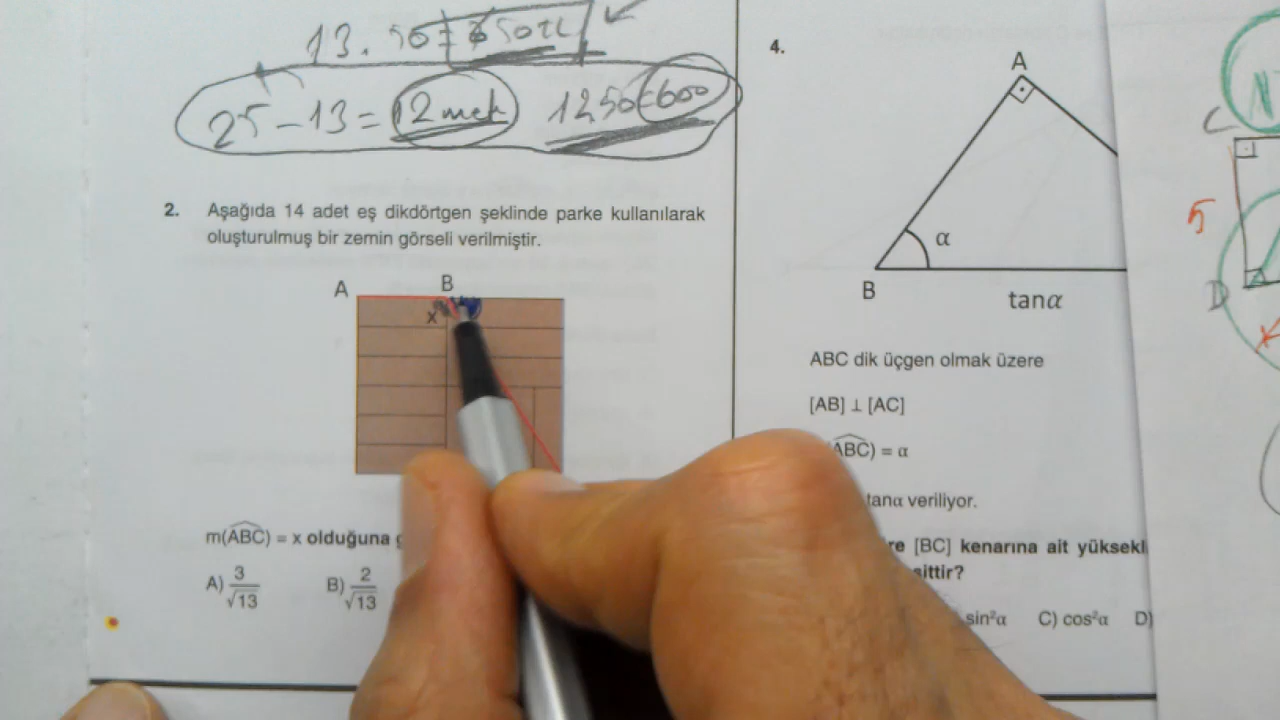 13. 50 = 650TL
25 - 13 = 12 mek 12 50 = 600
2. Aşağıda 14 adet eş dikdörtgen şeklinde parke kullanılarak
oluşturulmuş bir zemin görseli verilmiştir.
A B
x
m(ABC) = x olduğuna
A) 3/√13 B) 2/√13
4.
A
α
B
tanα
ABC dik üçgen olmak üzere
[AB] ⊥ [AC]
ABC) = α
tanα veriliyor.
re [BC] kenarına ait yüksekl
sittir?
sin²α C) cos²α D)
C
5
D